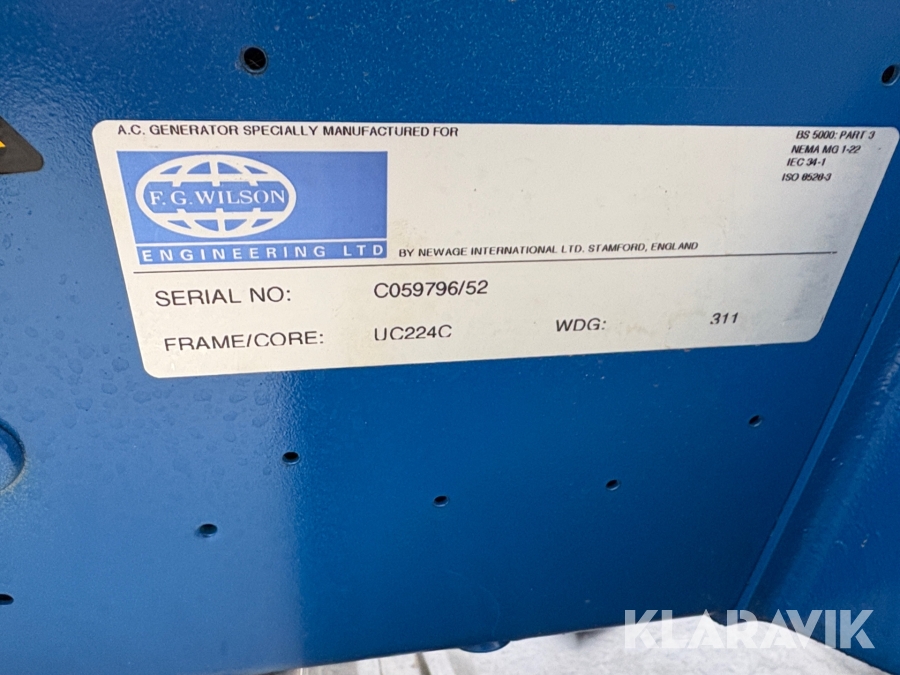 A.C. GENERATOR SPECIALLY MANUFACTURED FOR
BS 5000: PART 3
NEMA MG 1-22
IEC 34-1
ISO 8528-3
F. G. WILSON
ENGINEERING LTD
BY NEWAGE INTERNATIONAL LTD. STAMFORD, ENGLAND
SERIAL NO: C059796/52
FRAME/CORE: UC224C WDG: 311
KLARAVIK